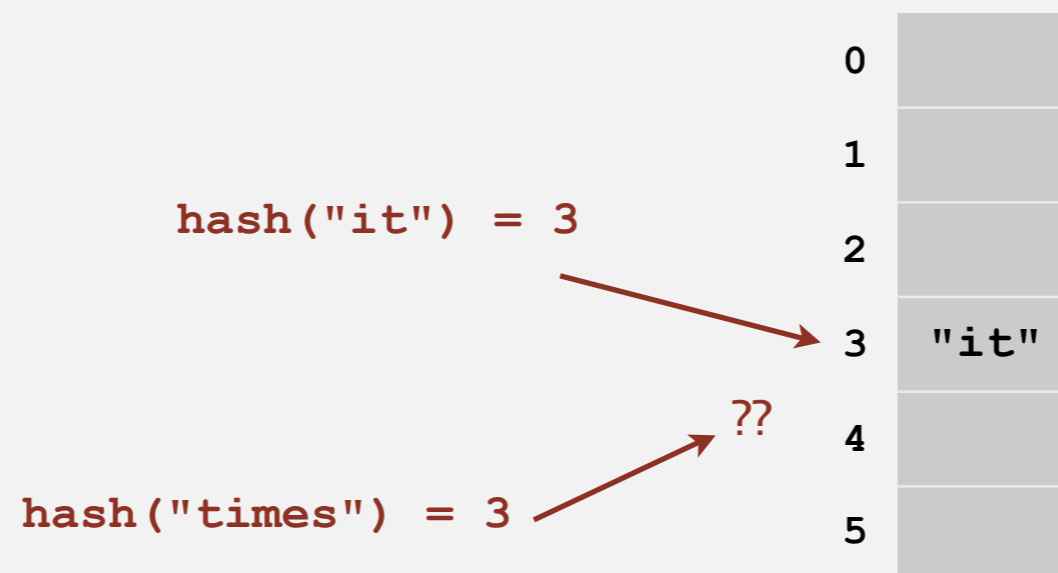 0
1
hash("it") = 3
2
3 "it"
??
4
hash("times") = 3
5